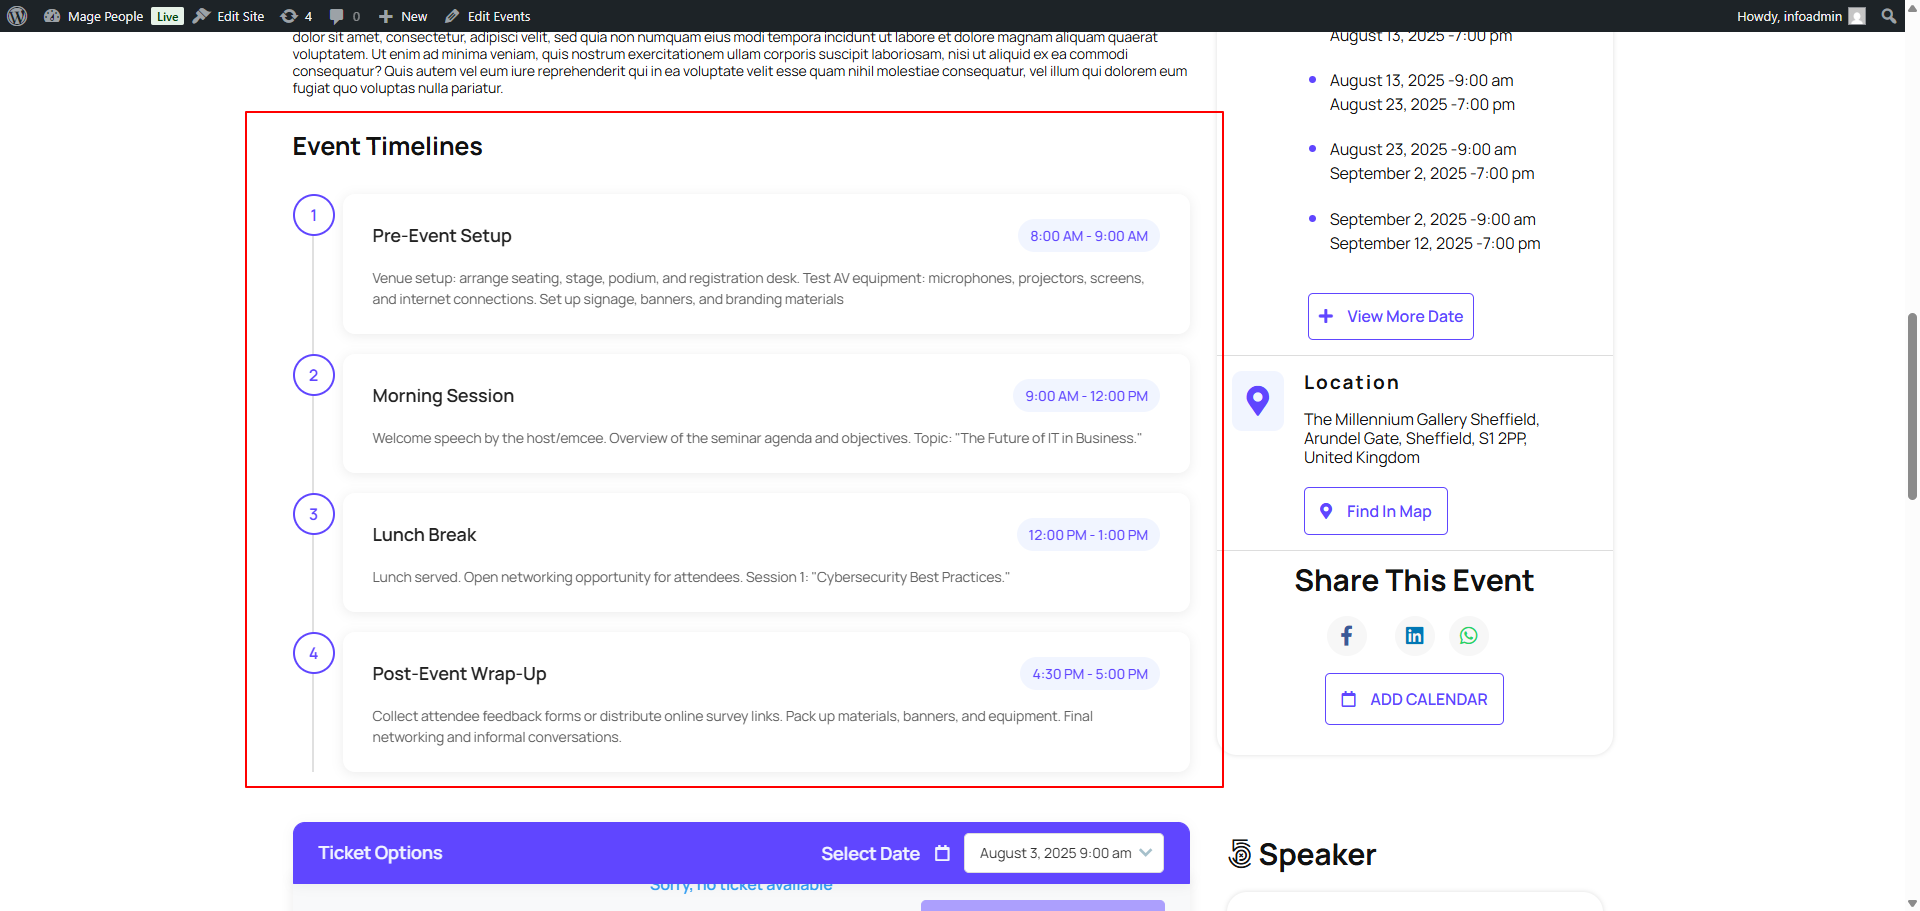 Mage People Live Edit Site 4 0 New Edit Events Howdy, infoadmin
dolor sit amet, consectetur, adipisci velit, sed quia non numquam eius modi tempora incidunt ut labore et dolore magnam aliquam quaerat
voluptatem. Ut enim ad minima veniam, quis nostrum exercitationem ullam corporis suscipit laboriosam, nisi ut aliquid ex ea commodi
consequatur? Quis autem vel eum iure reprehenderit qui in ea voluptate velit esse quam nihil molestiae consequatur, vel illum qui dolorem eum
fugiat quo voluptas nulla pariatur.
Event Timelines
1
Pre-Event Setup
8:00 AM - 9:00 AM
Venue setup: arrange seating, stage, podium, and registration desk. Test AV equipment: microphones, projectors, screens,
and internet connections. Set up signage, banners, and branding materials
2
Morning Session
9:00 AM - 12:00 PM
Welcome speech by the host/emcee. Overview of the seminar agenda and objectives. Topic: "The Future of IT in Business."
3
Lunch Break
12:00 PM - 1:00 PM
Lunch served. Open networking opportunity for attendees. Session 1: "Cybersecurity Best Practices."
4
Post-Event Wrap-Up
4:30 PM - 5:00 PM
Collect attendee feedback forms or distribute online survey links. Pack up materials, banners, and equipment. Final
networking and informal conversations.
Ticket Options
Select Date
August 3, 2025 9:00 am
Sorry, no ticket available
August 13, 2025 -7:00 pm
August 13, 2025 -9:00 am
August 23, 2025 -7:00 pm
August 23, 2025 -9:00 am
September 2, 2025 -7:00 pm
September 2, 2025 -9:00 am
September 12, 2025 -7:00 pm
View More Date
Location
The Millennium Gallery Sheffield,
Arundel Gate, Sheffield, S1 2PP,
United Kingdom
Find In Map
Share This Event
ADD CALENDAR
Speaker